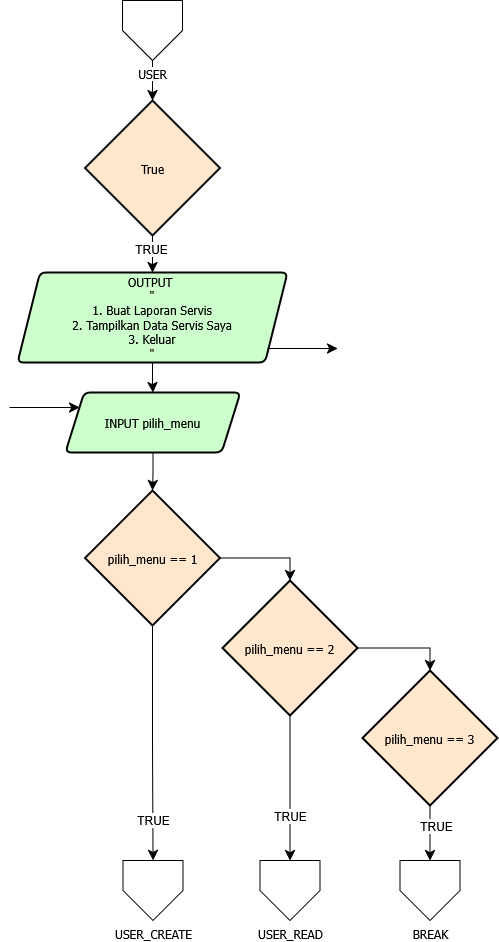 USER
True
TRUE
OUTPUT
"
1. Buat Laporan Servis
2. Tampilkan Data Servis Saya
3. Keluar
"
INPUT pilih_menu
pilih_menu == 1
pilih_menu == 2
pilih_menu == 3
TRUE
TRUE
TRUE
USER_CREATE
USER_READ
BREAK